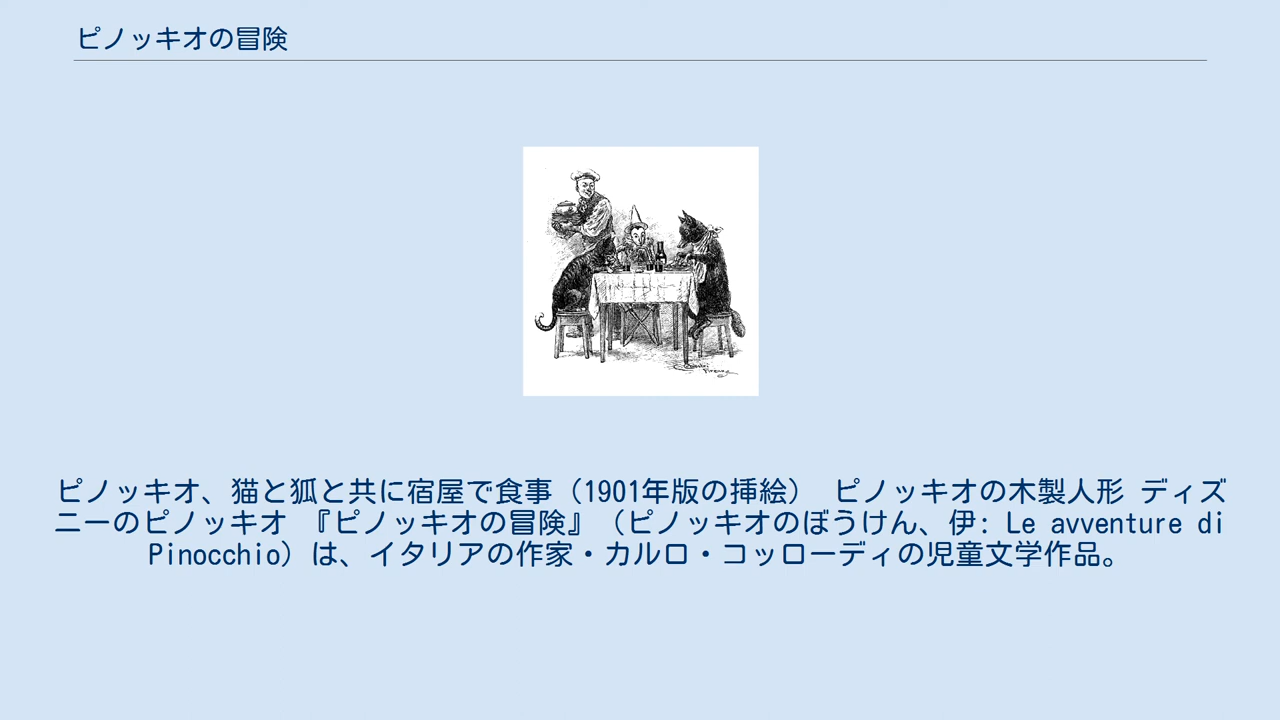 ピノッキオの冒険
ピノッキオ、猫と狐と共に宿屋で食事（1901年版の挿絵） ピノッキオの木製人形 ディズ
ニーのピノッキオ 『ピノッキオの冒険』（ピノッキオのぼうけん、伊: Le avventure di
Pinocchio）は、イタリアの作家・カルロ・コッローディの児童文学作品。